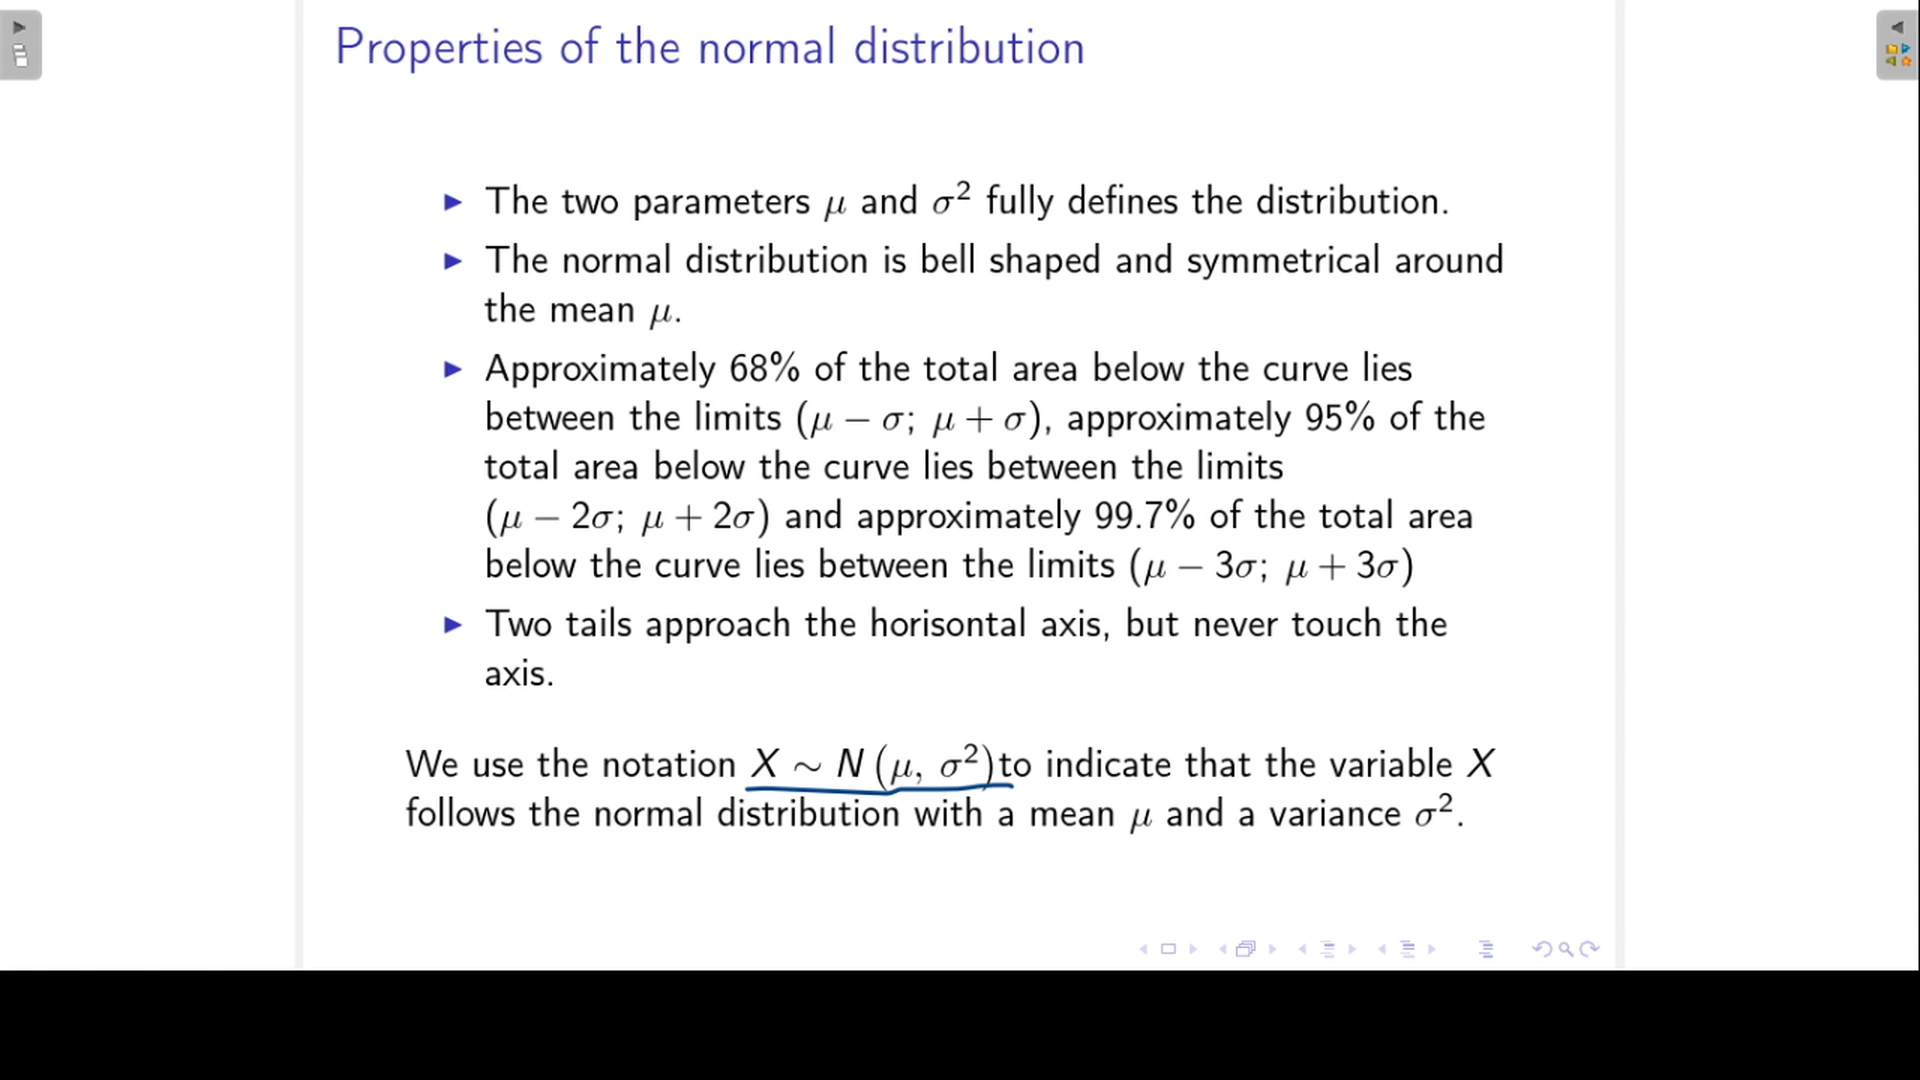 Properties of the normal distribution
▶ The two parameters μ and σ² fully defines the distribution.
▶ The normal distribution is bell shaped and symmetrical around
the mean μ.
▶ Approximately 68% of the total area below the curve lies
between the limits (μ − σ; μ + σ), approximately 95% of the
total area below the curve lies between the limits
(μ − 2σ; μ + 2σ) and approximately 99.7% of the total area
below the curve lies between the limits (μ − 3σ; μ + 3σ)
▶ Two tails approach the horisontal axis, but never touch the
axis.
We use the notation X ∼ N (μ, σ²)to indicate that the variable X
follows the normal distribution with a mean μ and a variance σ².